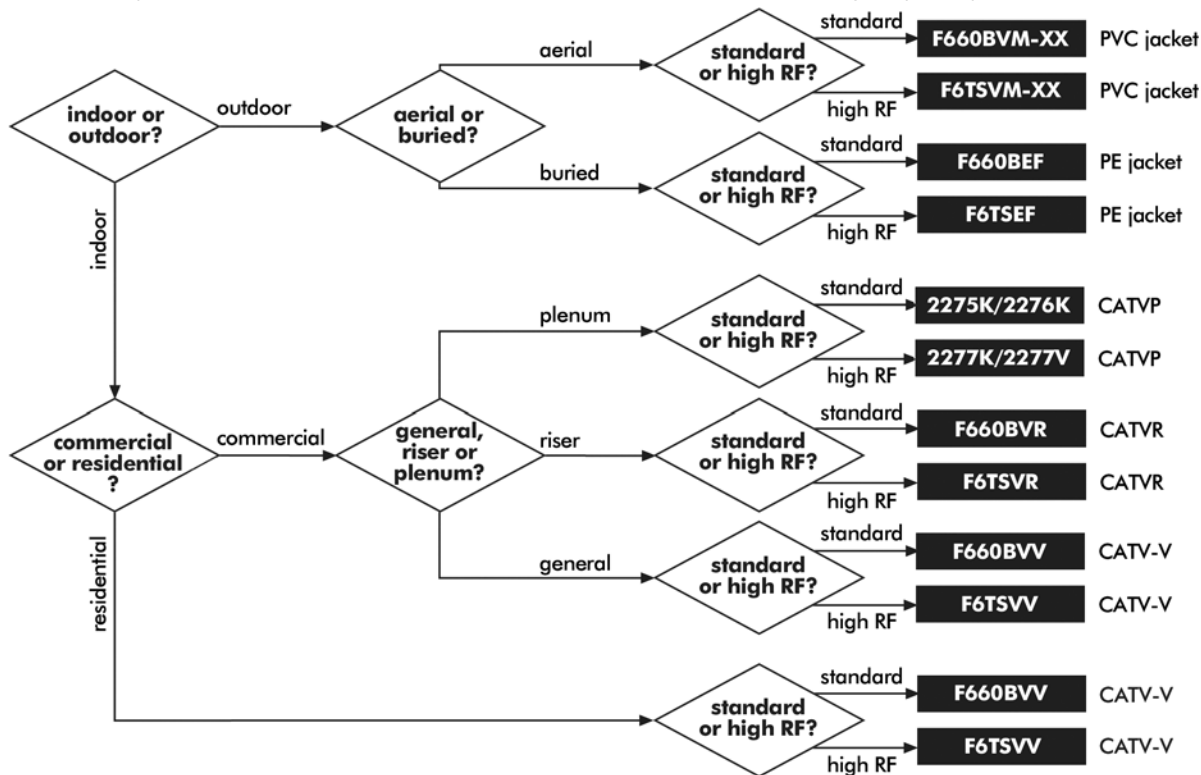 standard
F660BVM-XX PVC jacket
aerial
standard
or high RF?
F6TSVM-XX PVC jacket
high RF
indoor or
outdoor?
outdoor
aerial or
buried?
standard
F660BEF PE jacket
buried
standard
or high RF?
F6TSEF PE jacket
high RF
indoor
standard
2275K/2276K CATVP
plenum
standard
or high RF?
2277K/2277V CATVP
high RF
commercial
or residential
?
commercial
general,
riser or
plenum?
standard
F660BVR CATVR
riser
standard
or high RF?
F6TSVR CATVR
high RF
standard
F660BVV CATV-V
general
standard
or high RF?
F6TSVV CATV-V
high RF
residential
standard
F660BVV CATV-V
standard
or high RF?
F6TSVV CATV-V
high RF